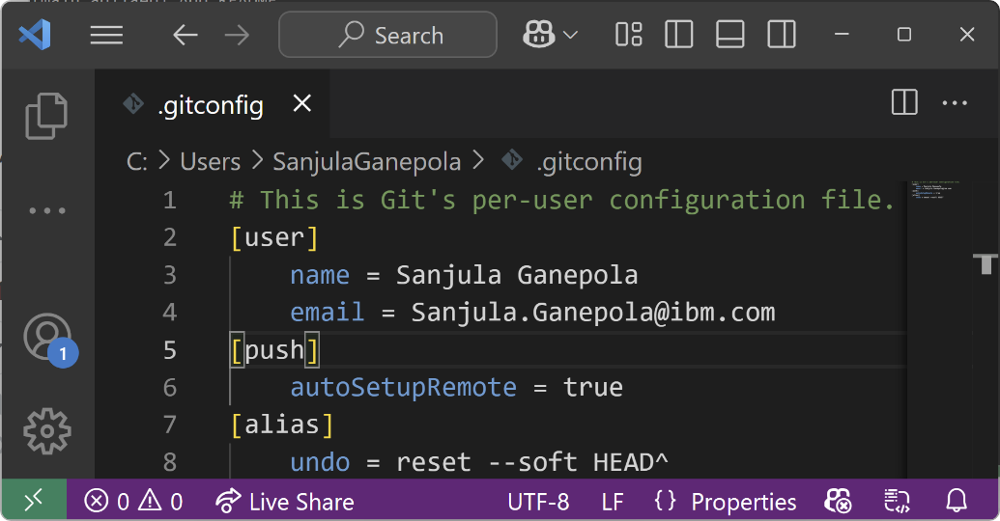 Search
.gitconfig
C: > Users > SanjulaGanepola > .gitconfig
1 # This is Git's per-user configuration file.
2 [user]
3 name = Sanjula Ganepola
4 email = Sanjula.Ganepola@ibm.com
5 [push]
6 autoSetupRemote = true
7 [alias]
8 undo = reset --soft HEAD^
1
0 0 Live Share UTF-8 LF {} Properties